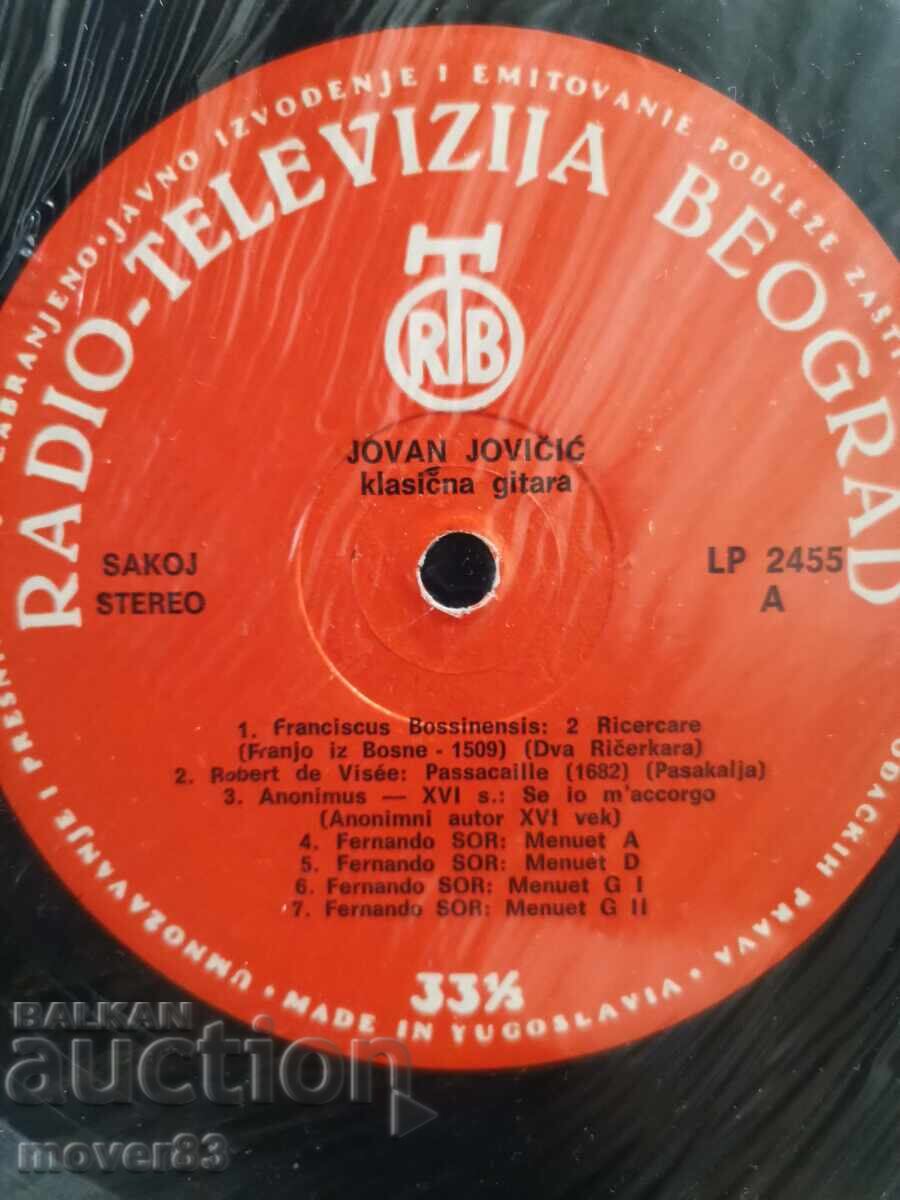 ZABRANJENO · JAVNO IZVOĐENJE I EMITOVANJE PODLEŽE
RADIO-TELEVIZIJA BEOGRAD
RTB
JOVAN JOVIČIĆ
klasična gitara
SAKOJ
STEREO
LP 2455
A
1. Franciscus Bossinensis: 2 Ricercare
(Franjo iz Bosne - 1509) (Dva Ričerkara)
2. Robert de Visée: Passacaille (1682) (Pasakalja)
3. Anonimus — XVI s.: Se io m'accorgo
(Anonimni autor XVI vek)
4. Fernando SOR: Menuet A
5. Fernando SOR: Menuet D
6. Fernando SOR: Menuet G I
7. Fernando SOR: Menuet G II
33⅓
UMNOŽAVANJE I
· MADE IN YUGOSLAVIA ·
PRAVA
BALKAN
auction
mover83